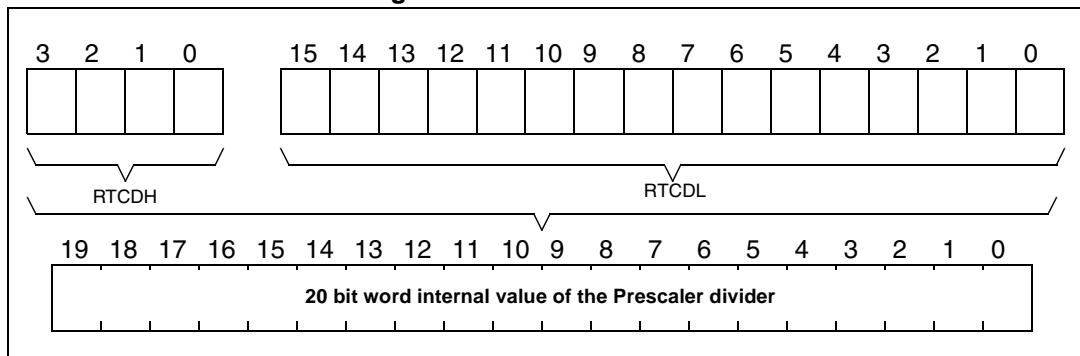 3 2 1 0 15 14 13 12 11 10 9 8 7 6 5 4 3 2 1 0
RTCDH RTCDL
19 18 17 16 15 14 13 12 11 10 9 8 7 6 5 4 3 2 1 0
20 bit word internal value of the Prescaler divider